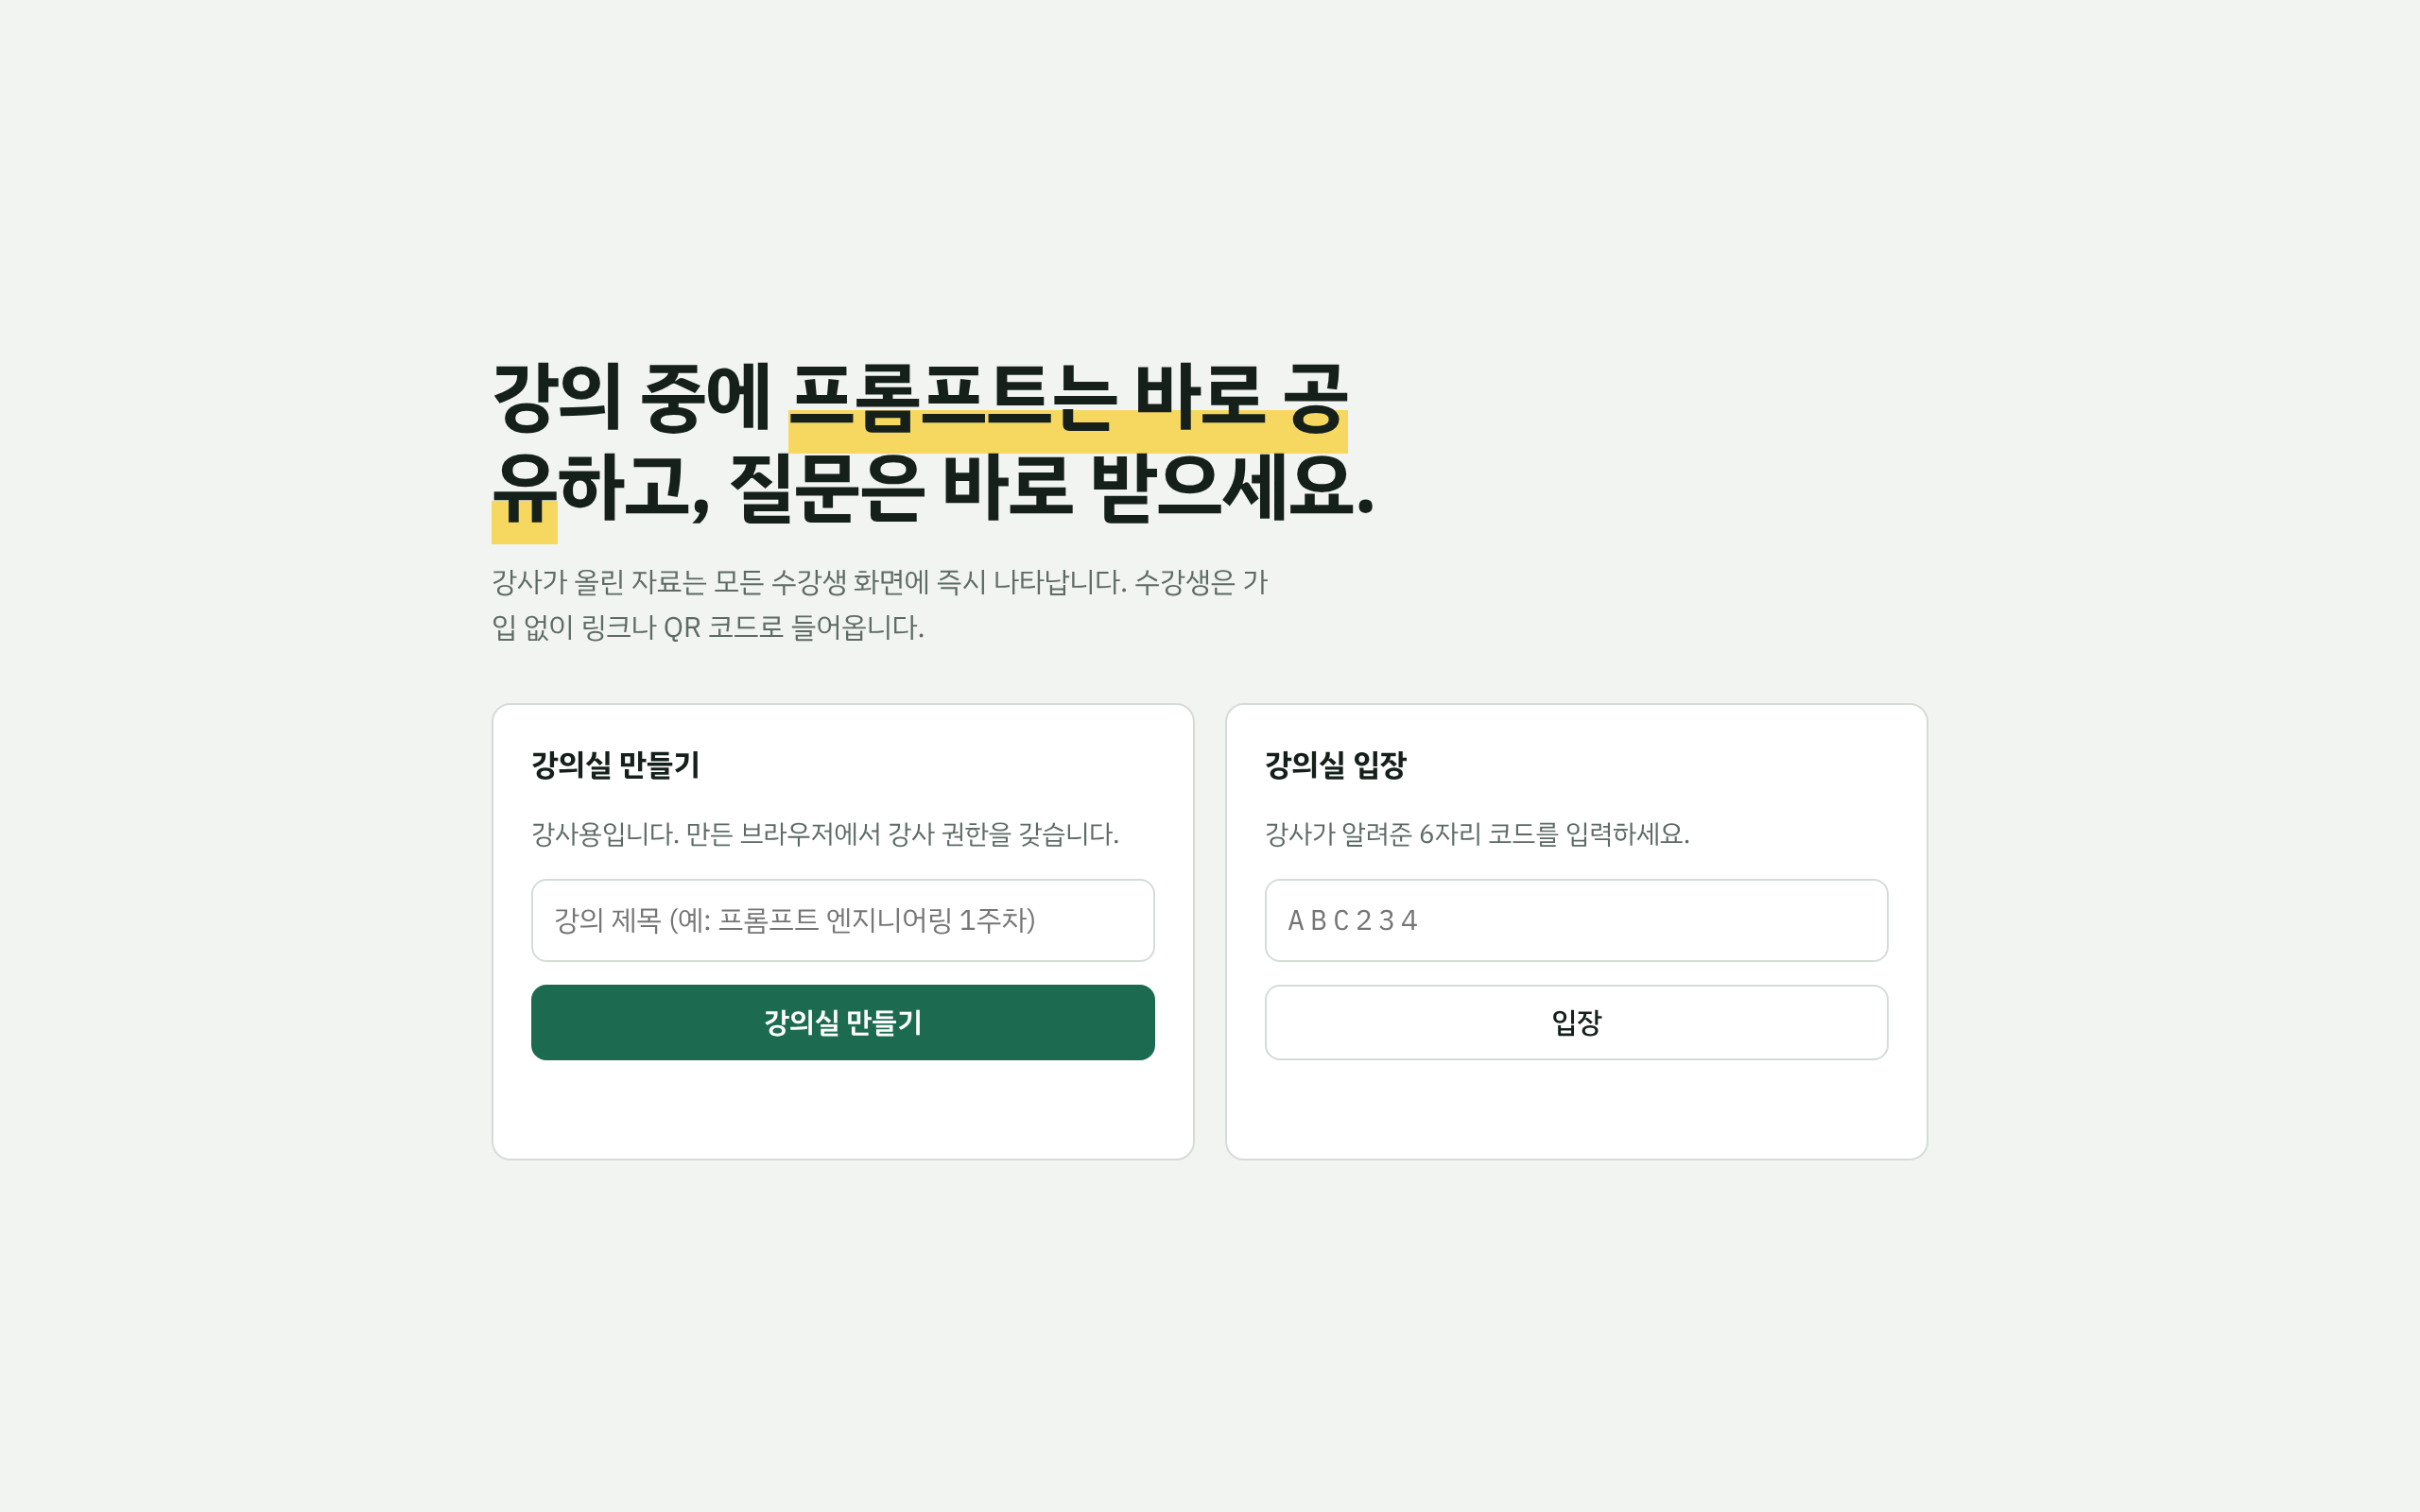 강의 중에 프롬프트는 바로 공
유하고, 질문은 바로 받으세요.
강사가 올린 자료는 모든 수강생 화면에 즉시 나타납니다. 수강생은 가
입 없이 링크나 QR 코드로 들어옵니다.
강의실 만들기
강사용입니다. 만든 브라우저에서 강사 권한을 갖습니다.
강의 제목 (예: 프롬프트 엔지니어링 1주차)
강의실 만들기
강의실 입장
강사가 알려준 6자리 코드를 입력하세요.
ABC234
입장